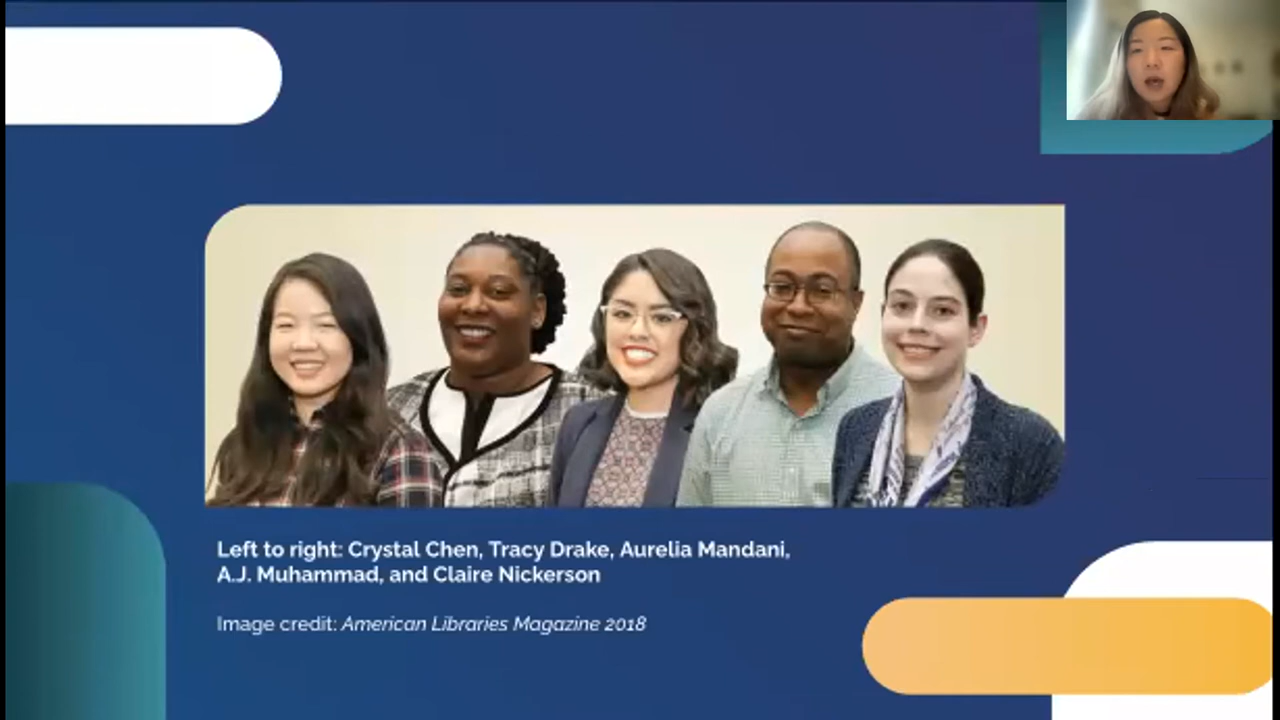 Left to right: Crystal Chen, Tracy Drake, Aurelia Mandani,
A.J. Muhammad, and Claire Nickerson
Image credit: American Libraries Magazine 2018